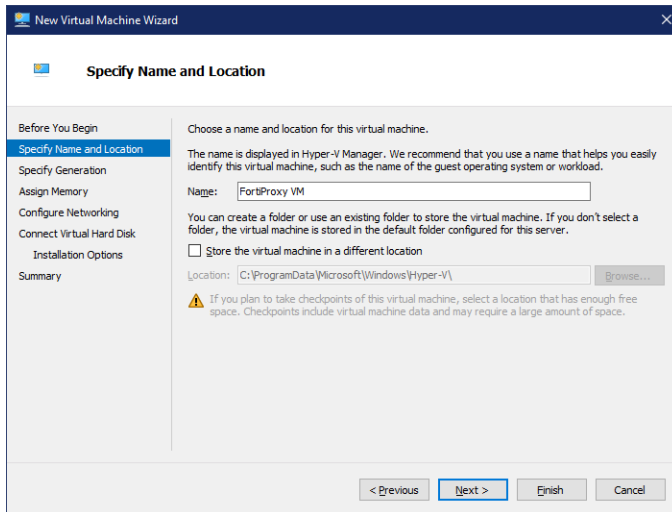 New Virtual Machine Wizard
Specify Name and Location
Before You Begin
Specify Name and Location
Specify Generation
Assign Memory
Configure Networking
Connect Virtual Hard Disk
Installation Options
Summary
Choose a name and location for this virtual machine.
The name is displayed in Hyper-V Manager. We recommend that you use a name that helps you easily
identify this virtual machine, such as the name of the guest operating system or workload.
Name: FortiProxy VM
You can create a folder or use an existing folder to store the virtual machine. If you don't select a
folder, the virtual machine is stored in the default folder configured for this server.
Store the virtual machine in a different location
Location: C:\ProgramData\Microsoft\Windows\Hyper-V\ Browse...
If you plan to take checkpoints of this virtual machine, select a location that has enough free
space. Checkpoints include virtual machine data and may require a large amount of space.
< Previous Next > Finish Cancel